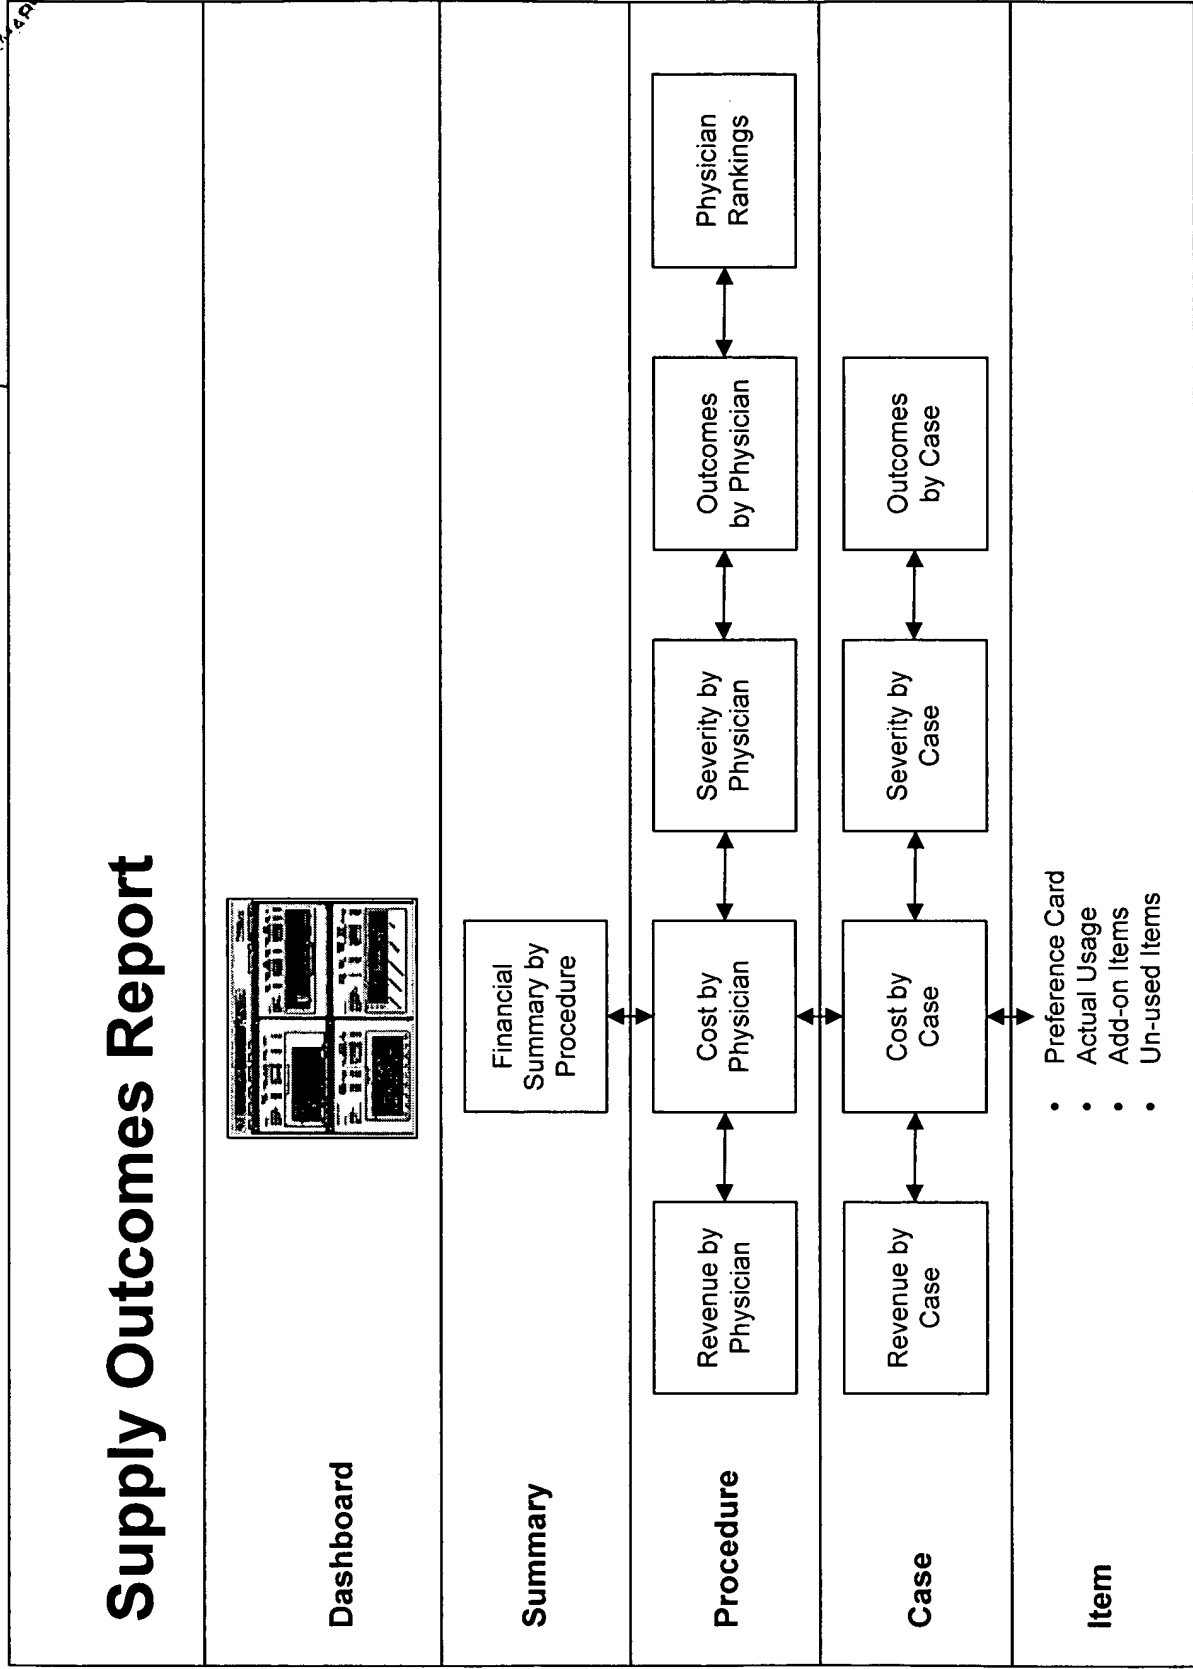 Supply Outcomes Report
Dashboard
Summary
Financial
Summary by
Procedure
Procedure
Revenue by
Physician
Cost by
Physician
Severity by
Physician
Outcomes
by Physician
Physician
Rankings
Case
Revenue by
Case
Cost by
Case
Severity by
Case
Outcomes
by Case
Item
• Preference Card
• Actual Usage
• Add-on Items
• Un-used Items